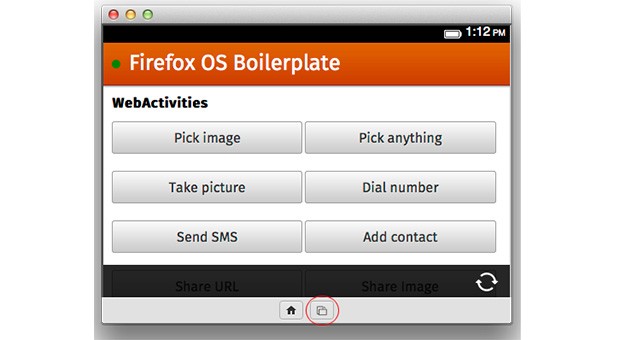 1:12 PM
Firefox OS Boilerplate
WebActivities
Pick image Pick anything
Take picture Dial number
Send SMS Add contact
Share URL Share Image